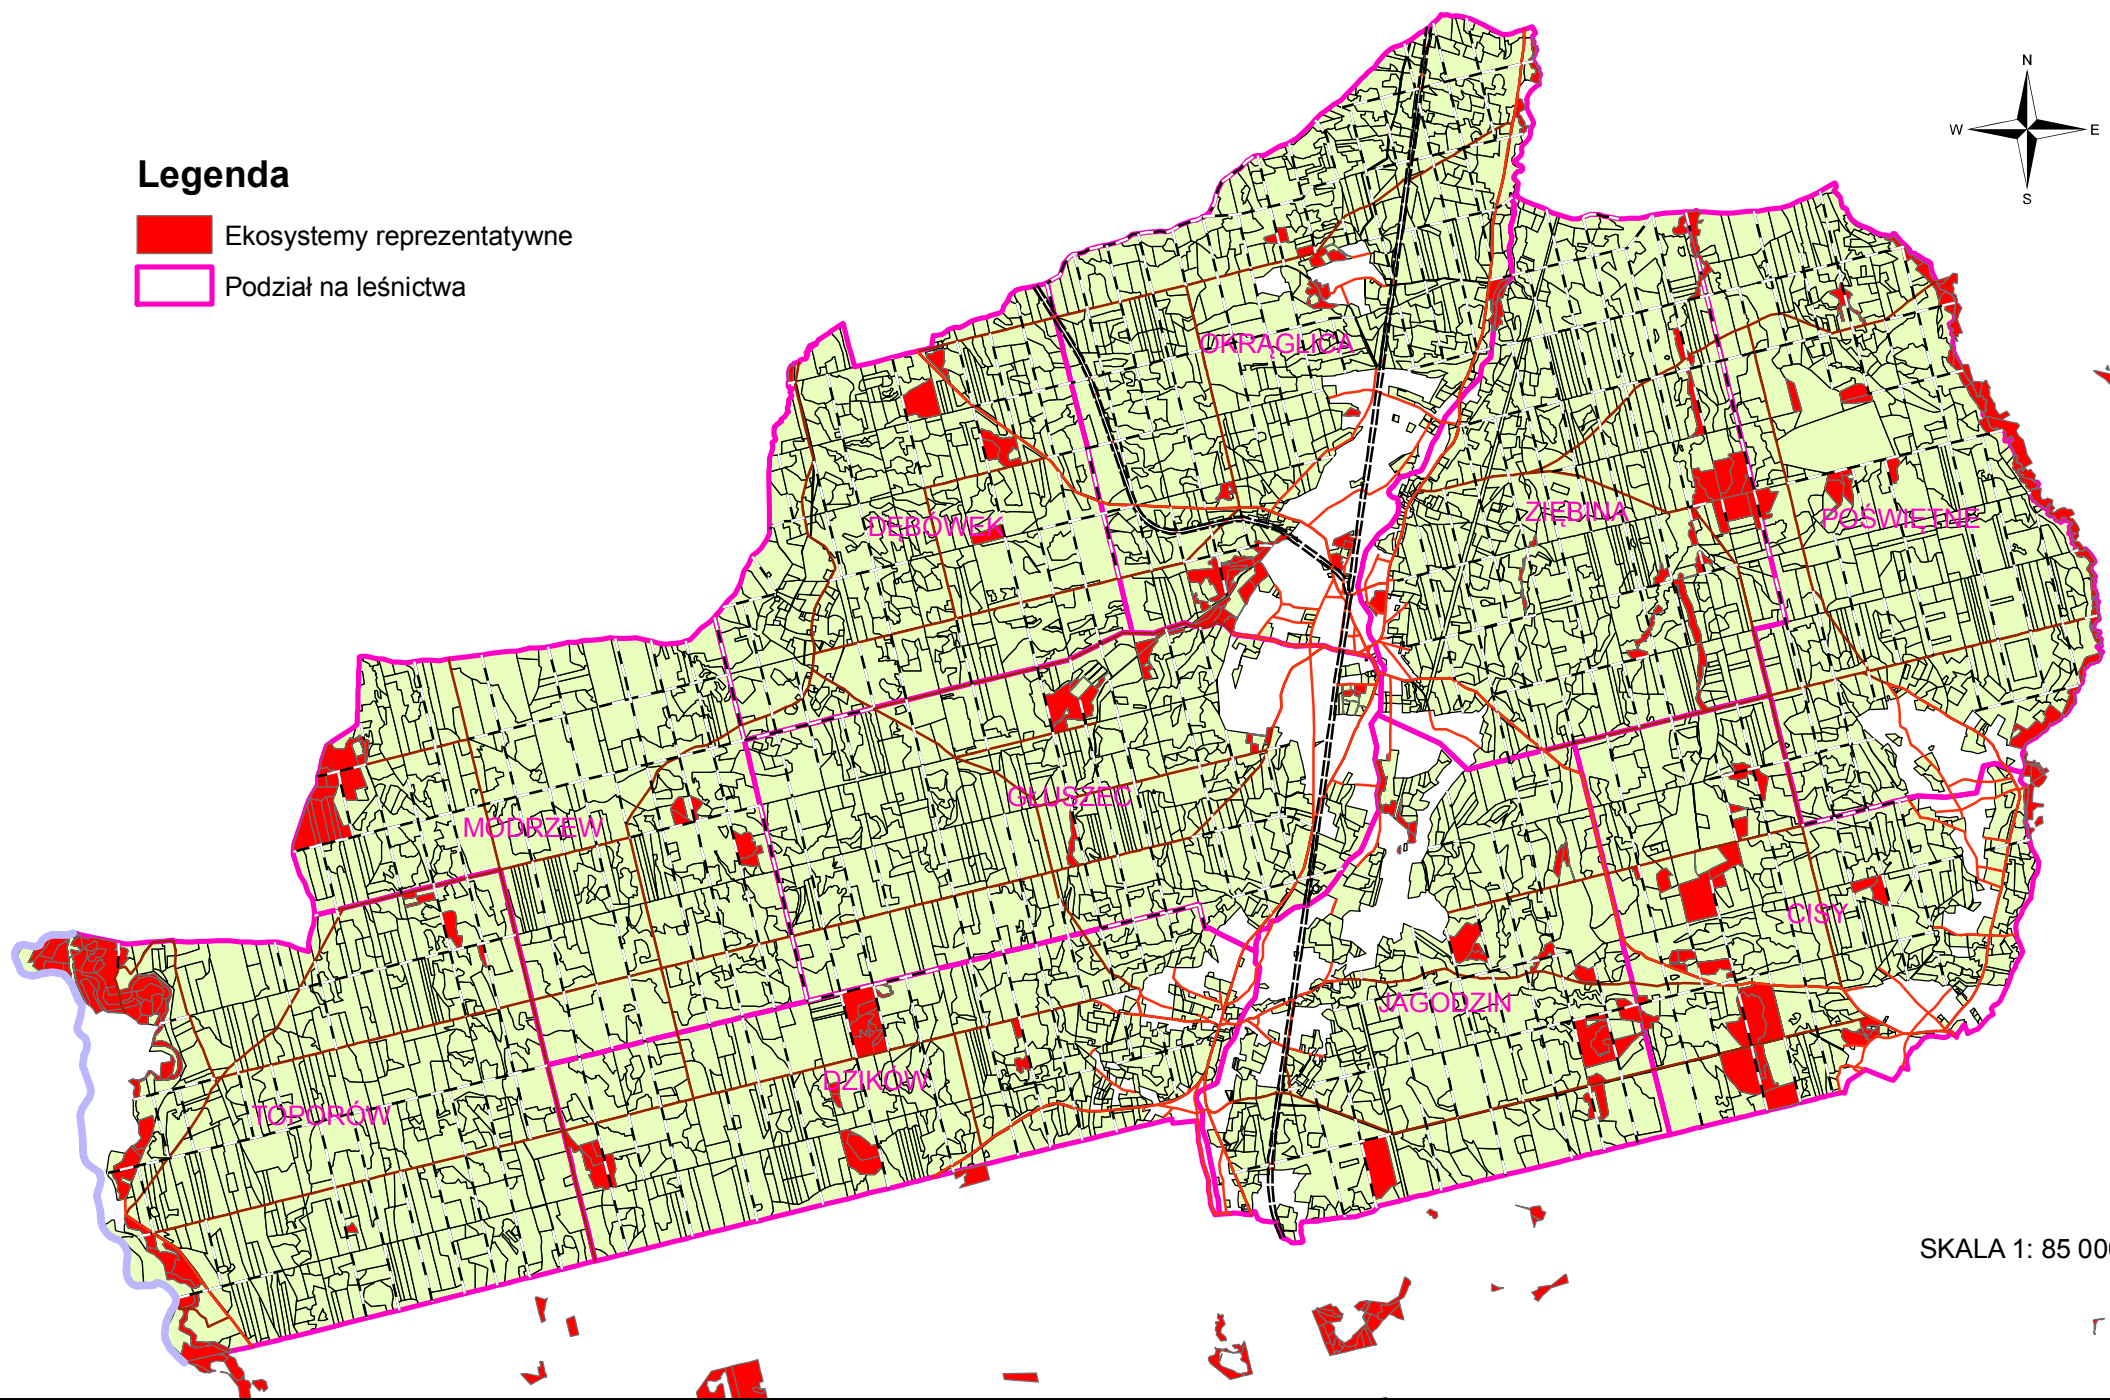 N
W
E
S
Legenda
Ekosystemy reprezentatywne
Podział na leśnictwa
OKRĄGLICA
DĘBÓWEK
ZIĘBINA
POŚWIĘTNE
GŁUSZEC
MODRZEW
CISY
JAGODZIN
DZIKÓW
TOPORÓW
SKALA 1: 85 000